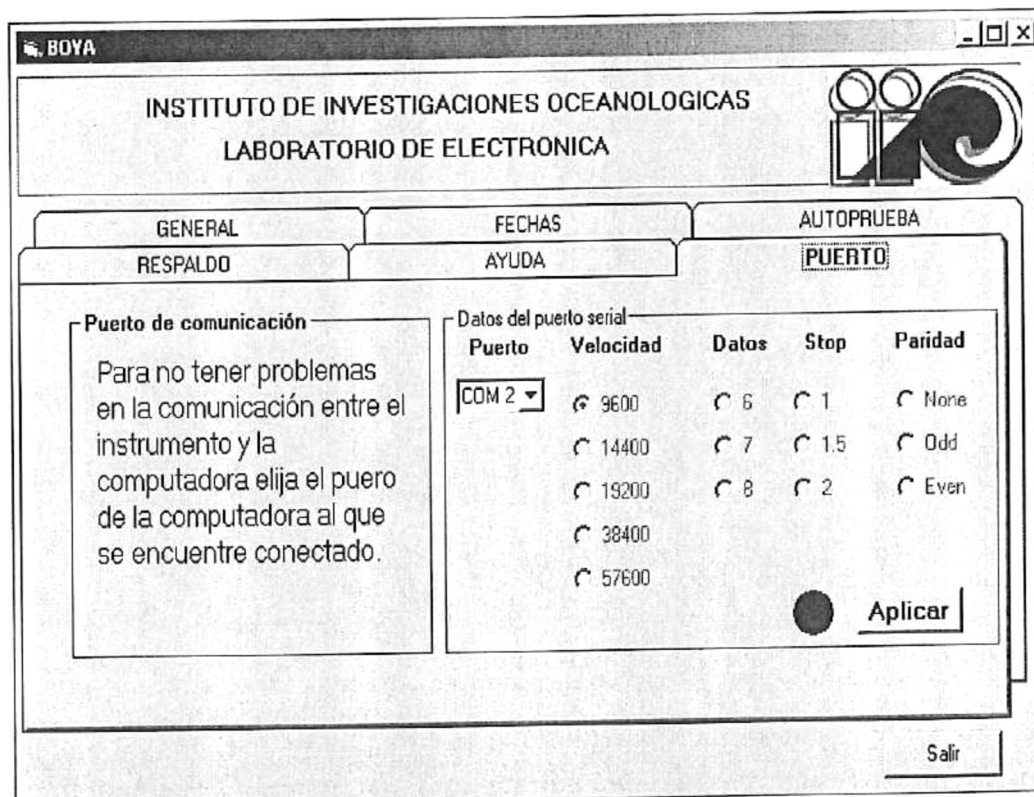 BOYA
INSTITUTO DE INVESTIGACIONES OCEANOLOGICAS
LABORATORIO DE ELECTRONICA
iio
GENERAL FECHAS AUTOPRUEBA
RESPALDO AYUDA PUERTO
Puerto de comunicación
Para no tener problemas
en la comunicación entre el
instrumento y la
computadora elija el puero
de la computadora al que
se encuentre conectado.
Datos del puerto serial
Puerto Velocidad Datos Stop Paridad
COM 2 9600 6 1 None
14400 7 1.5 Odd
19200 8 2 Even
38400
57600
Aplicar
Salir